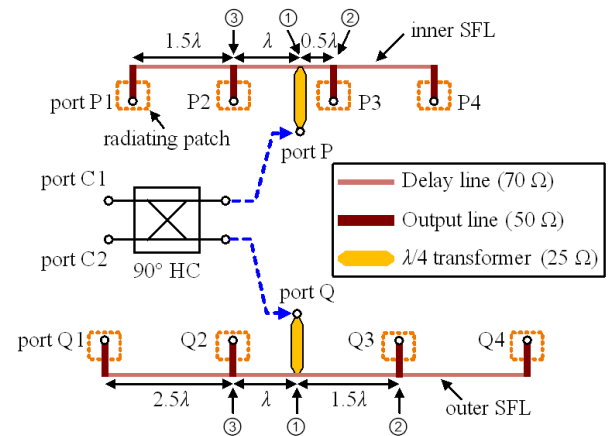 ③ ① ②
1.5λ λ 0.5λ inner SFL
port P1 P2 P3 P4
radiating patch
port P
port C1
Delay line (70 Ω)
Output line (50 Ω)
port C2
90° HC
λ/4 transformer (25 Ω)
port Q
port Q1 Q2 Q3 Q4
2.5λ λ 1.5λ
outer SFL
③ ① ②